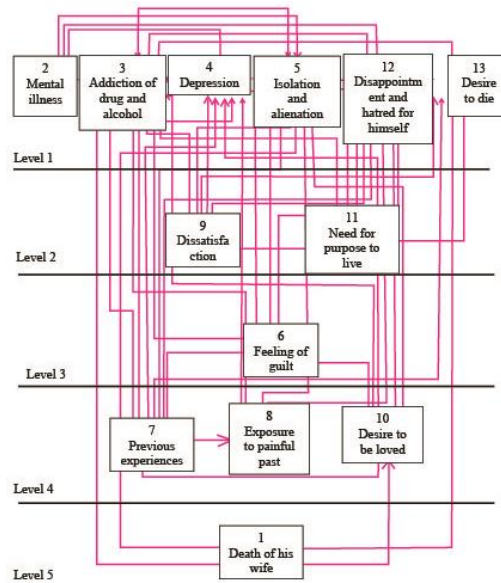 2
Mental
illness
3
Addiction of
drug and
alcohol
4
Depression
5
Isolation
and
alienation
12
Disappointm
ent and
hatred for
himself
13
Desire
to die
Level 1
9
Dissatisfa
ction
11
Need for
purpose to
live
Level 2
6
Feeling of
guilt
Level 3
7
Previous
experiences
8
Exposure
to painful
past
10
Desire to
be loved
Level 4
1
Death of his
wife
Level 5